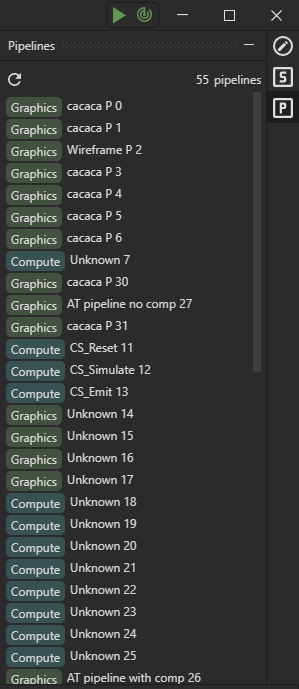 Pipelines
S
55 pipelines
P
Graphics cacaca P 0
Graphics cacaca P 1
Graphics Wireframe P 2
Graphics cacaca P 3
Graphics cacaca P 4
Graphics cacaca P 5
Graphics cacaca P 6
Compute Unknown 7
Graphics cacaca P 30
Graphics AT pipeline no comp 27
Graphics cacaca P 31
Compute CS_Reset 11
Compute CS_Simulate 12
Compute CS_Emit 13
Graphics Unknown 14
Graphics Unknown 15
Graphics Unknown 16
Graphics Unknown 17
Compute Unknown 18
Compute Unknown 19
Compute Unknown 20
Compute Unknown 21
Compute Unknown 22
Compute Unknown 23
Compute Unknown 24
Compute Unknown 25
Graphics AT pipeline with comp 26